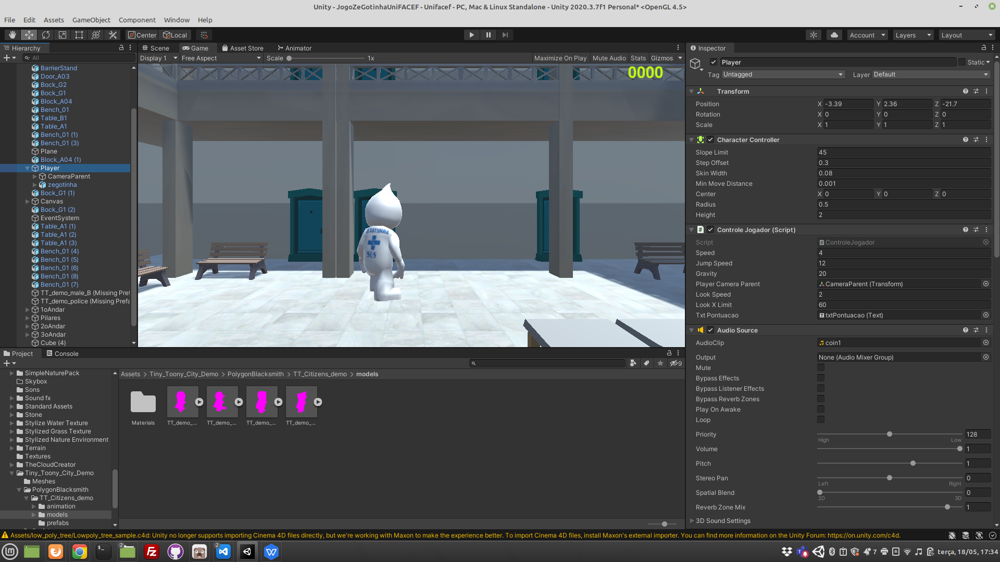 Unity - JogoZeGotinhaUniFACEF - Unifacef - PC, Mac & Linux Standalone - Unity 2020.3.7f1 Personal* <OpenGL 4.5>
File Edit Assets GameObject Component Window Help
Center Local Account Layers Layout
Hierarchy Scene Game Asset Store Animator Inspector
All Display 1 Free Aspect Scale 1x Maximize On Play Mute Audio Stats Gizmos
BarrierStand
Door_A03
Bock_G2
Bock_G1
Block_A04
Bench_01
Table_B1
Table_A1
Bench_01 (1)
Bench_01 (3)
Plane
Block_A04 (1)
Player
CameraParent
zegotinha
Bock_G1 (1)
Canvas
Bock_G1 (2)
EventSystem
Table_A1 (1)
Table_A1 (2)
Table_A1 (3)
Bench_01 (4)
Bench_01 (5)
Bench_01 (6)
Bench_01 (8)
Bench_01 (7)
TT_demo_male_B (Missing Pref
TT_demo_police (Missing Prefa
1oAndar
Pilares
2oAndar
3oAndar
Cube (4)
0000
ZEGOTINHA
SUS
Player Static
Tag Untagged Layer Default
Transform
Position X -3.39 Y 2.36 Z -21.7
Rotation X 0 Y 0 Z 0
Scale X 1 Y 1 Z 1
Character Controller
Slope Limit 45
Step Offset 0.3
Skin Width 0.08
Min Move Distance 0.001
Center X 0 Y 0 Z 0
Radius 0.5
Height 2
# Controle Jogador (Script)
Script ControleJogador
Speed 4
Jump Speed 12
Gravity 20
Player Camera Parent CameraParent (Transform)
Look Speed 2
Look X Limit 60
Txt Pontuacao txtPontuacao (Text)
Audio Source
AudioClip coin1
Output None (Audio Mixer Group)
Mute
Bypass Effects
Bypass Listener Effects
Bypass Reverb Zones
Play On Awake
Loop
Priority 128
High Low
Volume 1
Pitch 1
Stereo Pan 0
Left Right
Spatial Blend 0
2D 3D
Reverb Zone Mix 1
3D Sound Settings
Project Console
9
SimpleNaturePack
Skybox
Sons
Sound fx
Standard Assets
Stone
Stylize Water Texture
Stylized Grass Texture
Stylized Nature Environment
Terrain
Textures
TheCloudCreator
Tiny_Toony_City_Demo
Meshes
PolygonBlacksmith
TT_Citizens_demo
animation
models
prefabs
Assets > Tiny_Toony_City_Demo > PolygonBlacksmith > TT_Citizens_demo > models
Materials TT_demo_... TT_demo_... TT_demo_... TT_demo_...
Assets/low_poly_tree/Lowpoly_tree_sample.c4d: Unity no longer supports importing Cinema 4D files directly, but we're working with Maxon to make the experience better. To import Cinema 4D files, install Maxon's external importer. You can find more information on the Unity Forum: https://on.unity.com/c4d.
2 2 7 terça, 18/05, 17:34